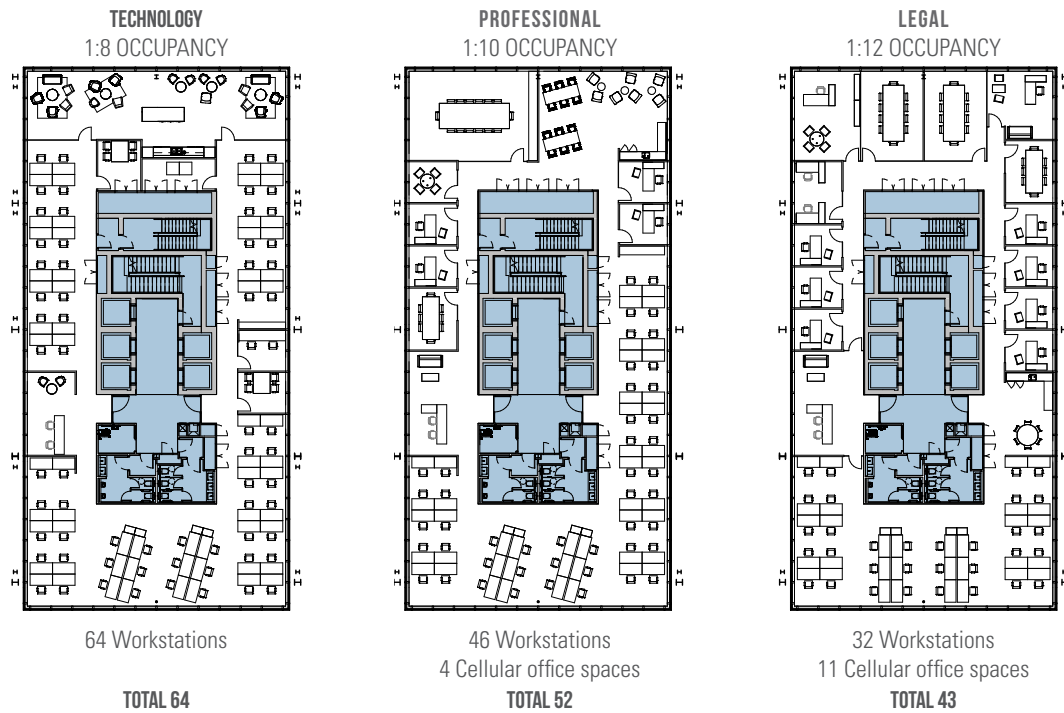 TECHNOLOGY
1:8 OCCUPANCY
64 Workstations
TOTAL 64
PROFESSIONAL
1:10 OCCUPANCY
46 Workstations
4 Cellular office spaces
TOTAL 52
LEGAL
1:12 OCCUPANCY
32 Workstations
11 Cellular office spaces
TOTAL 43